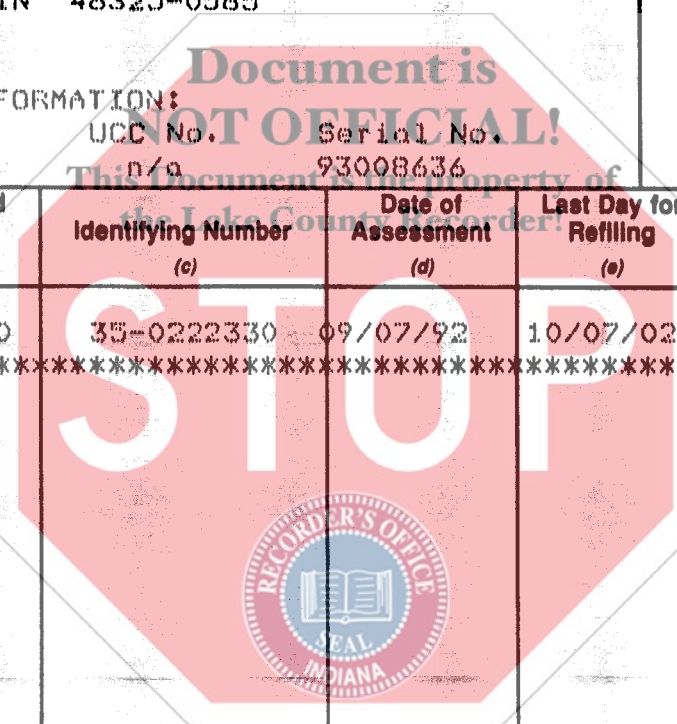 IN 46325-0585
Document is
FORMATION:
NOT OFFICIAL!
UCC No. Serial No.
n/a 93008636
This Document is the property of
the Lake County Recorder!
Identifying Number
(c)
Date of
Assessment
(d)
Last Day for
Refiling
(e)
0 35-0222330 09/07/92 10/07/02
**************************************
STOP
RECORDER'S OFFICE
SEAL
INDIANA